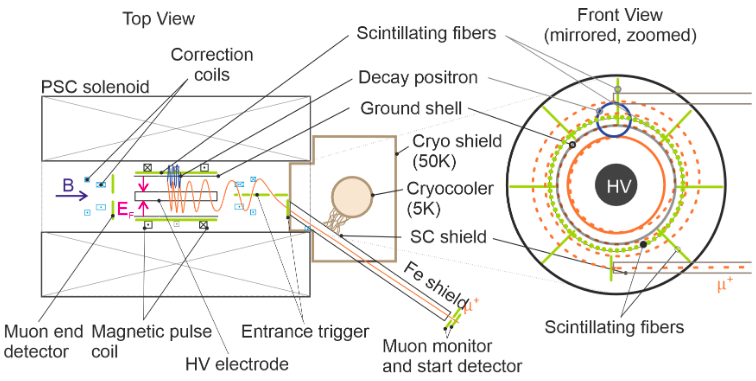 Top View
Front View
(mirrored, zoomed)
Scintillating fibers
Correction
coils
PSC solenoid
Decay positron
Ground shell
Cryo shield
(50K)
B
Cryocooler
(5K)
HV
E_F
SC shield
Fe shield
μ+
μ+
Muon end
detector
Magnetic pulse
coil
Entrance trigger
HV electrode
Muon monitor
and start detector
Scintillating fibers